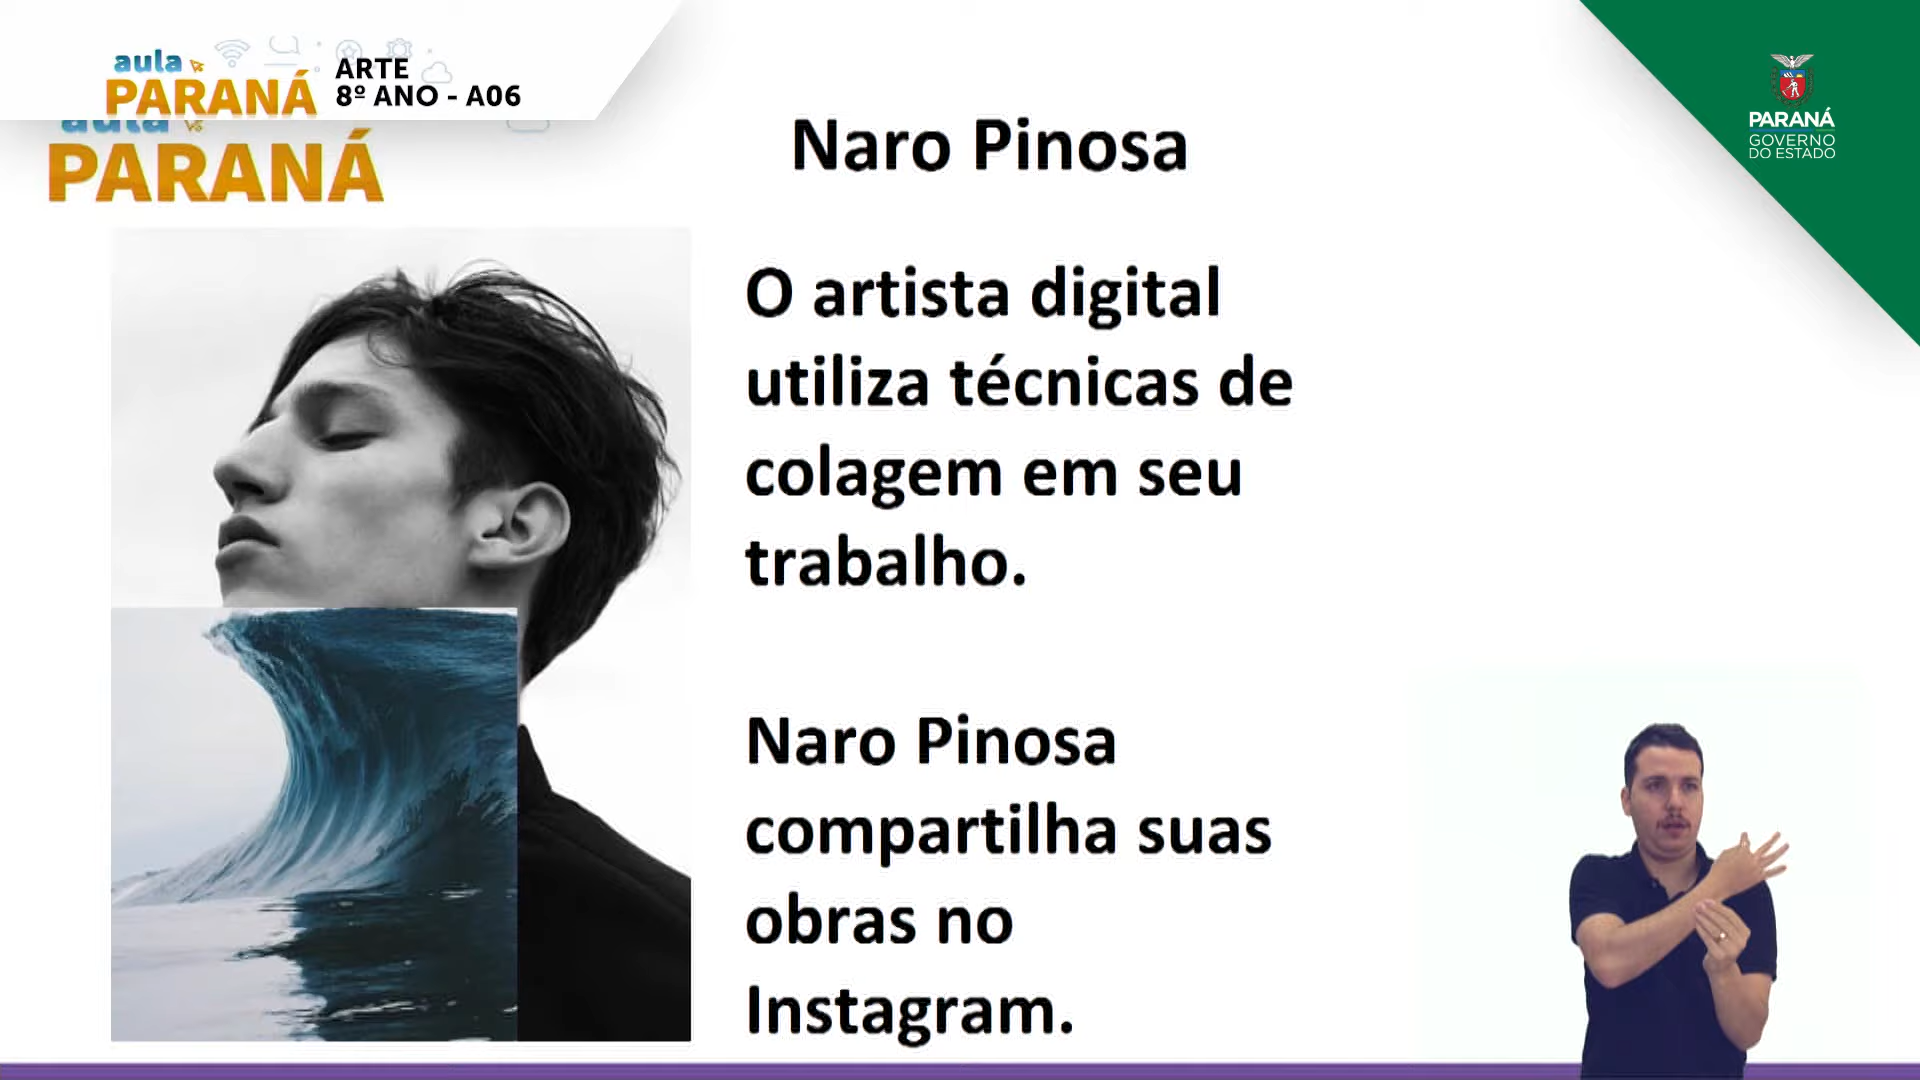 aula
PARANÁ
ARTE
8º ANO - A06
aula
PARANÁ
PARANÁ
GOVERNO
DO ESTADO
Naro Pinosa
O artista digital
utiliza técnicas de
colagem em seu
trabalho.
Naro Pinosa
compartilha suas
obras no
Instagram.